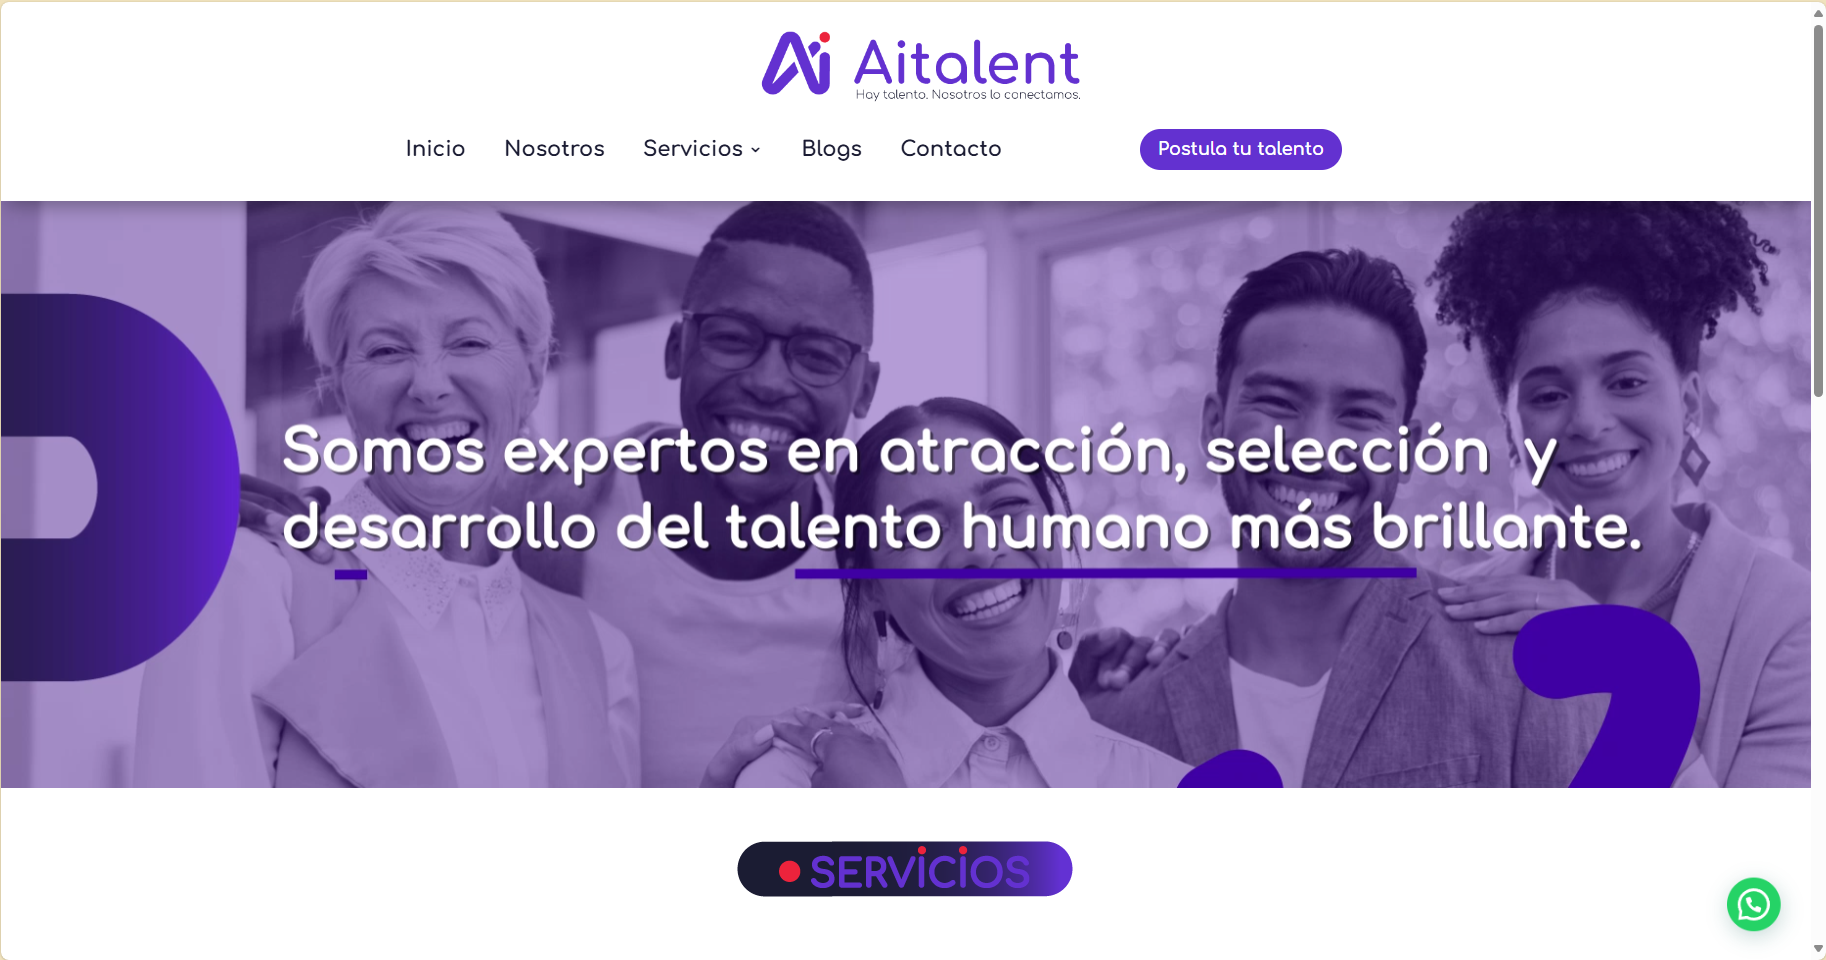 Aitalent
Hay talento. Nosotros lo conectamos.
Inicio Nosotros Servicios Blogs Contacto Postula tu talento
Somos expertos en atracción, selección y
desarrollo del talento humano más brillante.
SERViCiOS